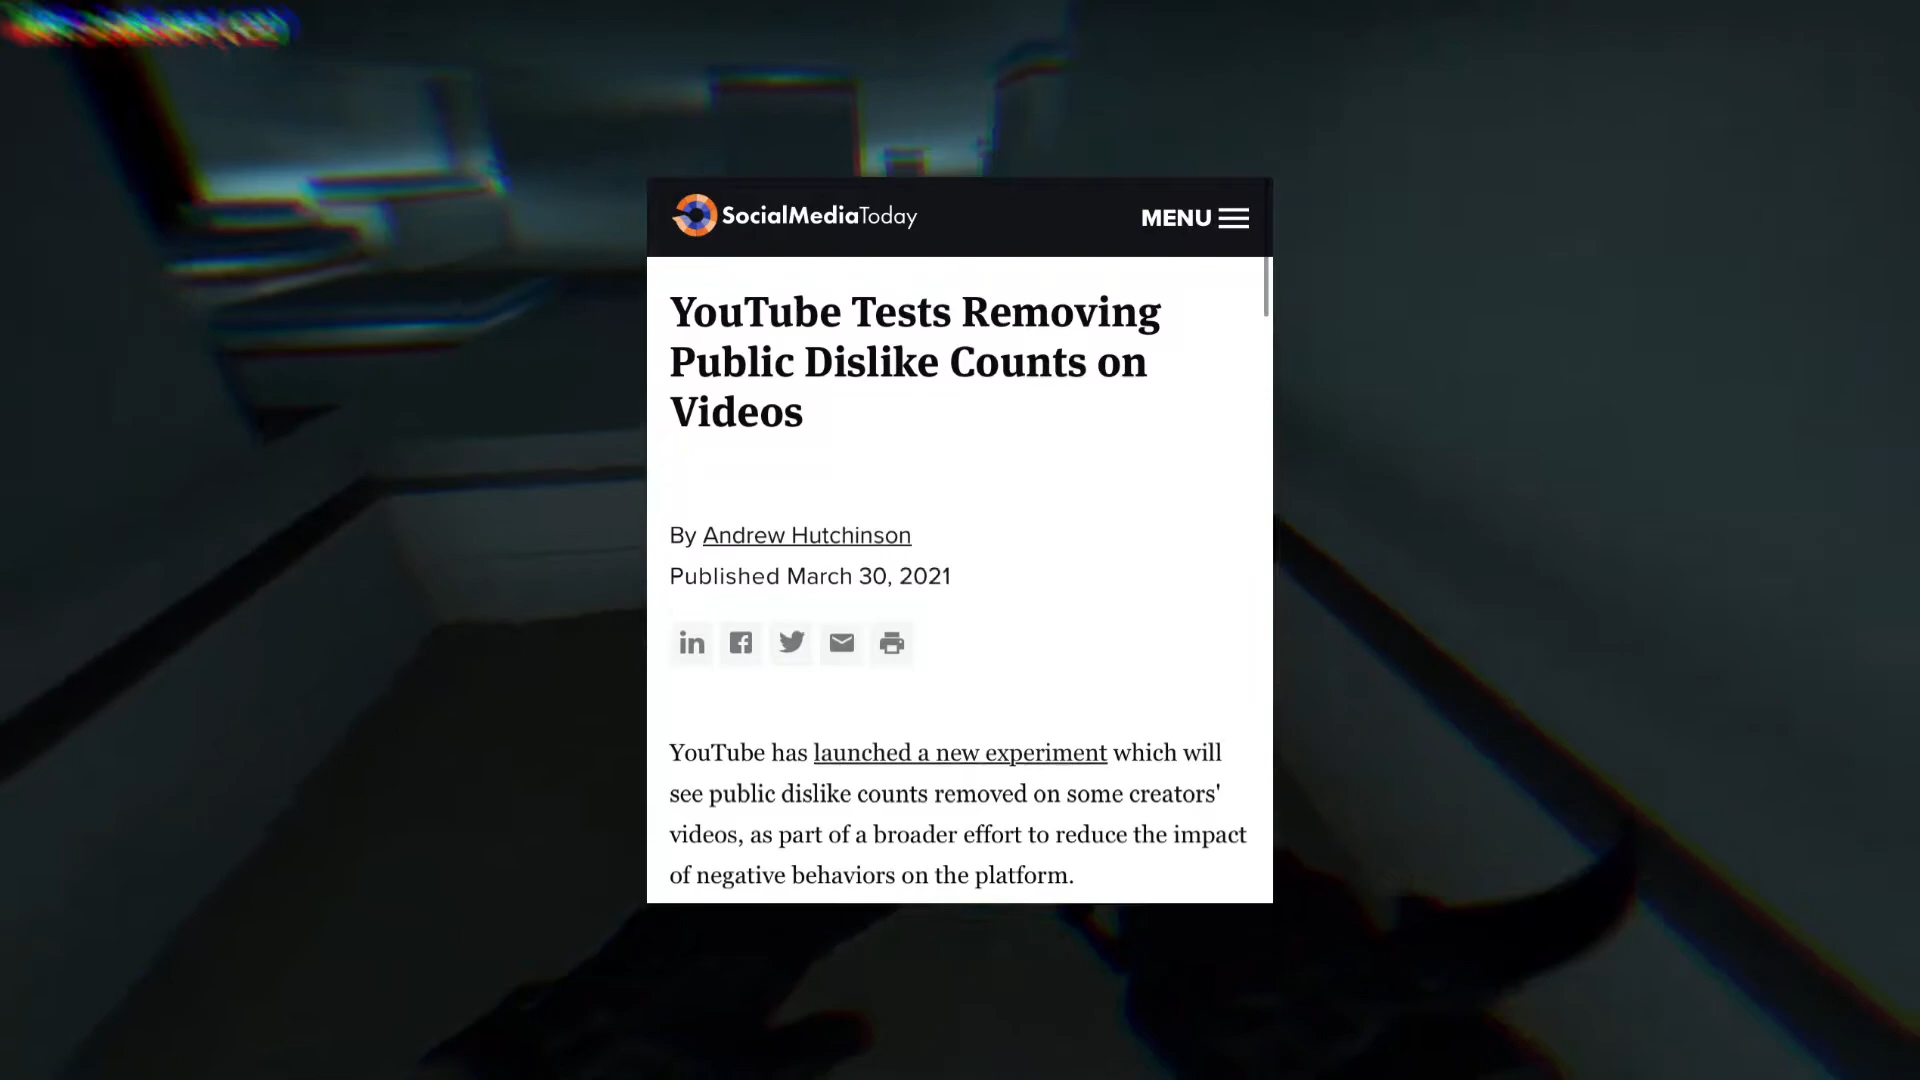 SocialMediaToday
MENU
YouTube Tests Removing
Public Dislike Counts on
Videos
By Andrew Hutchinson
Published March 30, 2021
in
YouTube has launched a new experiment which will
see public dislike counts removed on some creators'
videos, as part of a broader effort to reduce the impact
of negative behaviors on the platform.